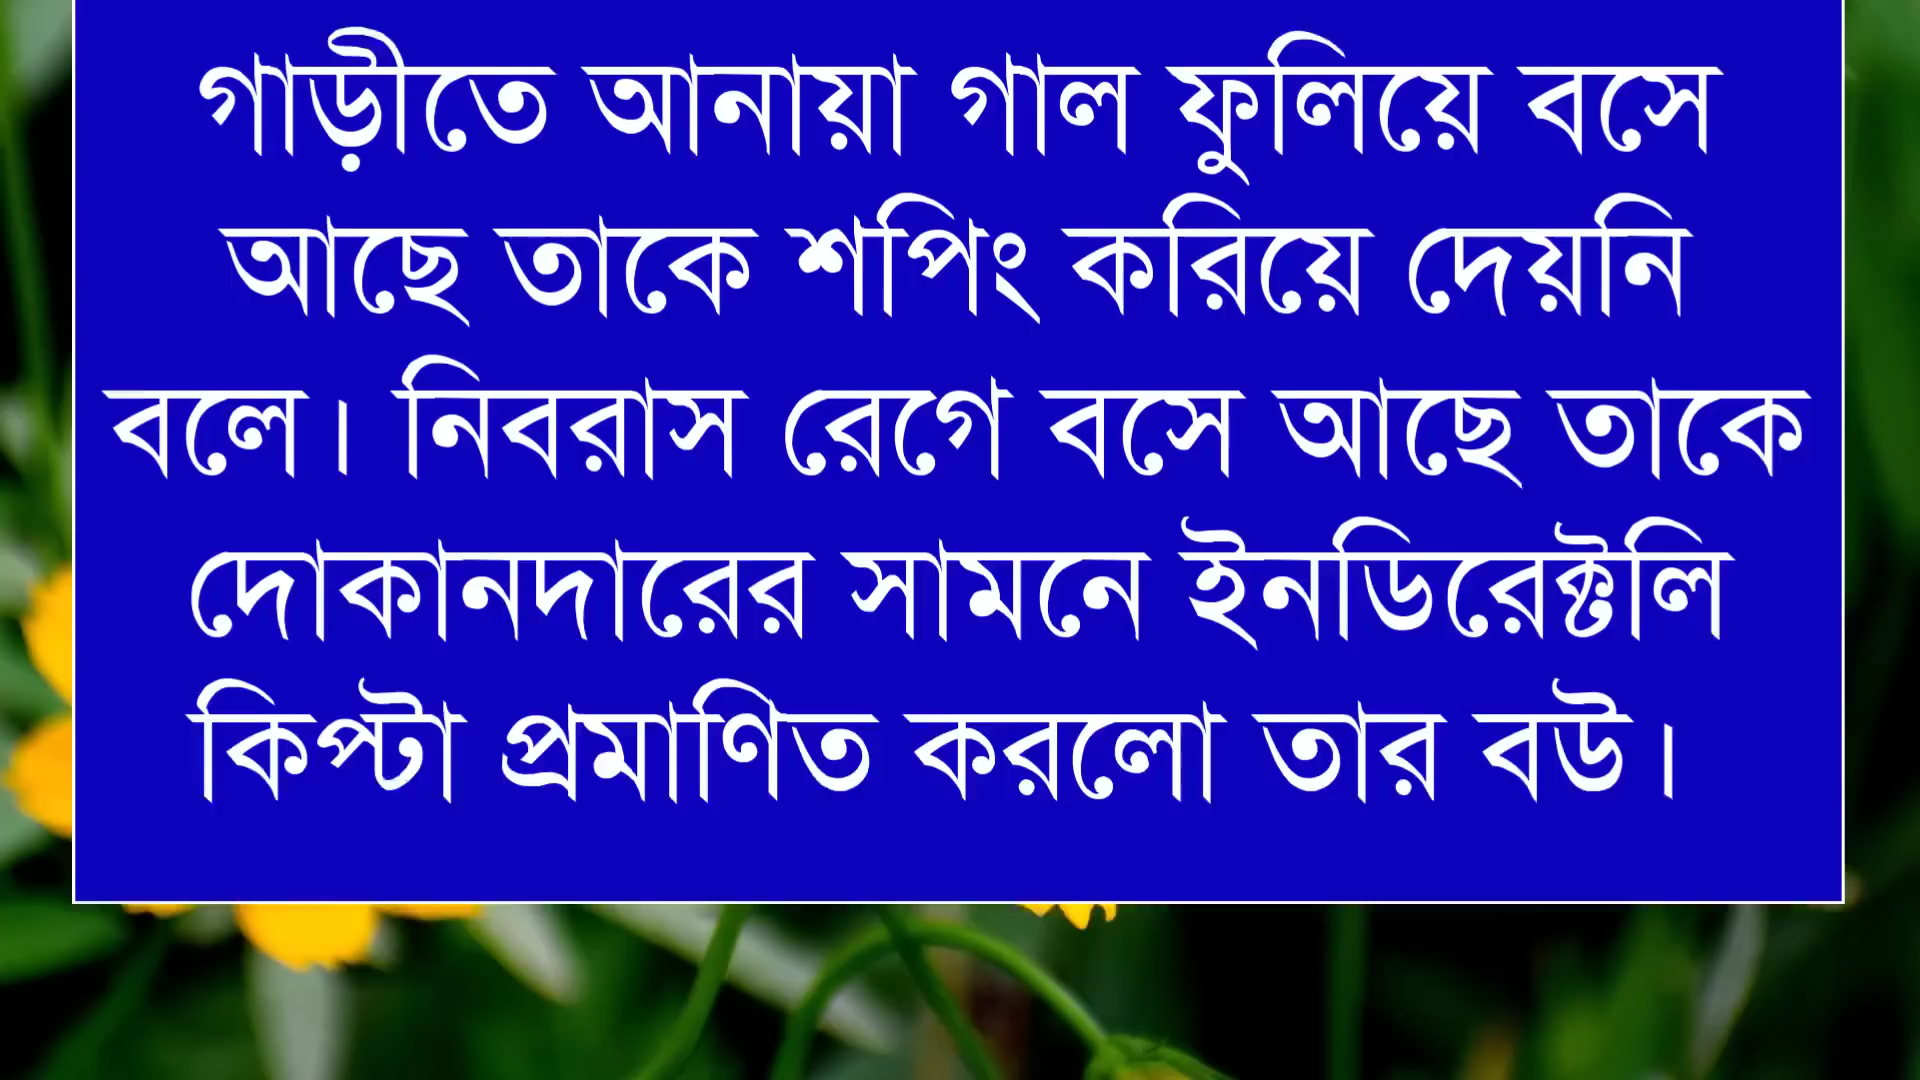 গাড়ীতে আনায়া গাল ফুলিয়ে বসে
আছে তাকে শপিং করিয়ে দেয়নি
বলে। নিবরাস রেগে বসে আছে তাকে
দোকানদারের সামনে ইনডিরেক্টলি
কিপ্টা প্রমাণিত করলো তার বউ।